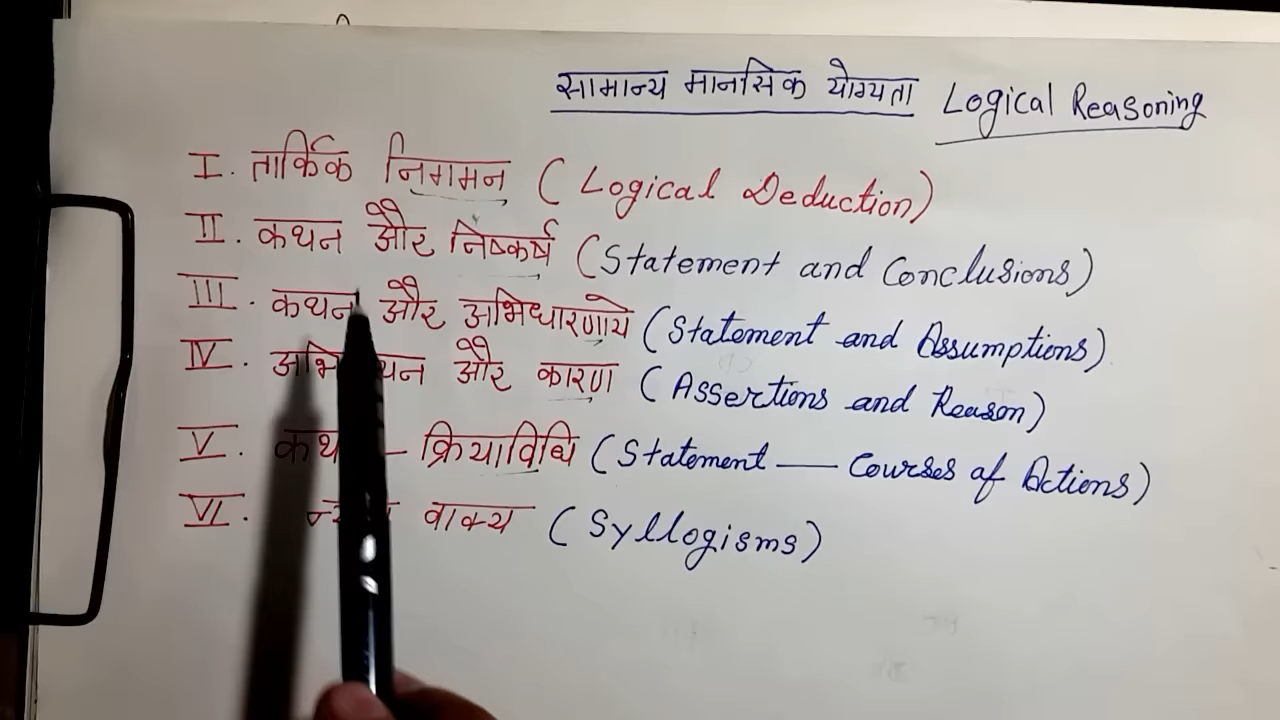 सामान्य मानसिक योग्यता Logical Reasoning
I. तार्किक निगमन (Logical Deduction)
II. कथन और निष्कर्ष (Statement and Conclusions)
III. कथन और अभिधारणाये (Statement and Assumptions)
IV. और कारण (Assertions and Reason)
V. — क्रियाविधि (Statement — Courses of Actions)
VI. वाक्य (Syllogisms)